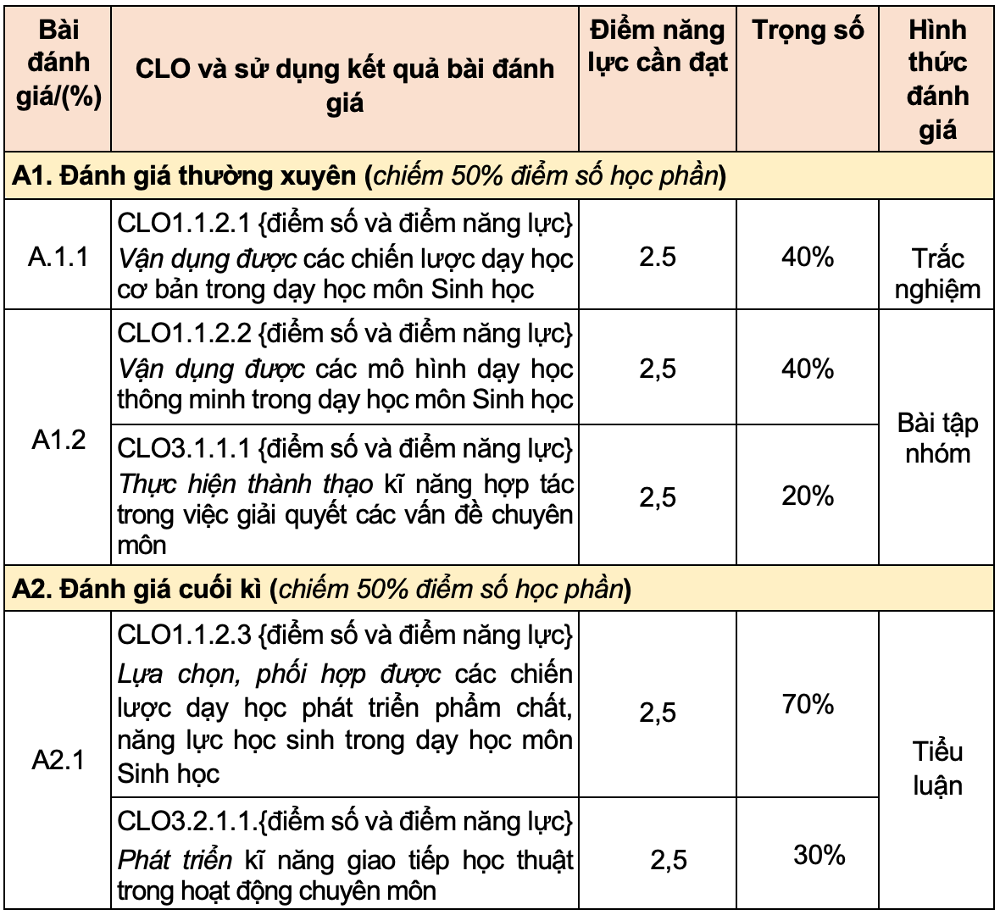 Bài
đánh
giá/(%)
CLO và sử dụng kết quả bài đánh
giá
Điểm năng
lực cần đạt
Trọng số
Hình
thức
đánh
giá
A1. Đánh giá thường xuyên (chiếm 50% điểm số học phần)
A.1.1
CLO1.1.2.1 {điểm số và điểm năng lực}
Vận dụng được các chiến lược dạy học
cơ bản trong dạy học môn Sinh học
2.5
40%
Trắc
nghiệm
A1.2
CLO1.1.2.2 {điểm số và điểm năng lực}
Vận dụng được các mô hình dạy học
thông minh trong dạy học môn Sinh học
2,5
40%
Bài tập
nhóm
CLO3.1.1.1 {điểm số và điểm năng lực}
Thực hiện thành thạo kĩ năng hợp tác
trong việc giải quyết các vấn đề chuyên
môn
2,5
20%
A2. Đánh giá cuối kì (chiếm 50% điểm số học phần)
A2.1
CLO1.1.2.3 {điểm số và điểm năng lực}
Lựa chọn, phối hợp được các chiến
lược dạy học phát triển phẩm chất,
năng lực học sinh trong dạy học môn
Sinh học
2,5
70%
Tiểu
luận
CLO3.2.1.1.{điểm số và điểm năng lực}
Phát triển kĩ năng giao tiếp học thuật
trong hoạt động chuyên môn
2,5
30%